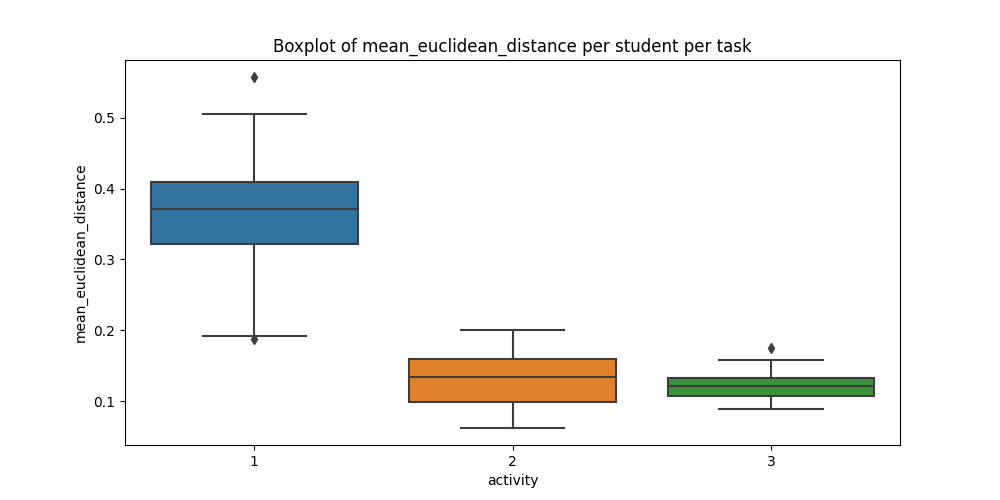 Boxplot of mean_euclidean_distance per student per task
mean_euclidean_distance
0.5
0.4
0.3
0.2
0.1
1
2
3
activity